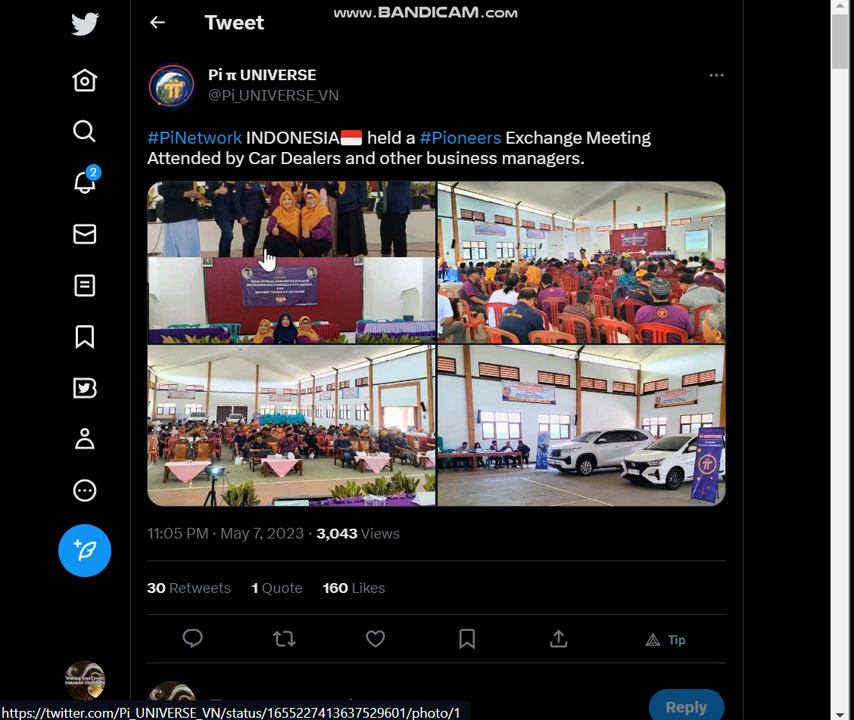 WWW.BANDICAM.COM
Tweet
Pi π UNIVERSE
@Pi_UNIVERSE_VN
#PiNetwork INDONESIA🇮🇩 held a #Pioneers Exchange Meeting
Attended by Car Dealers and other business managers.
11:05 PM · May 7, 2023 · 3,043 Views
30 Retweets 1 Quote 160 Likes
Tip
Reply
2
https://twitter.com/Pi_UNIVERSE_VN/status/1655227413637529601/photo/1